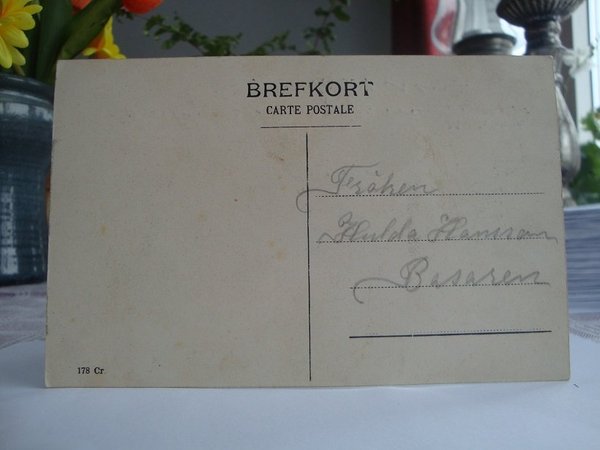 BREFKORT
CARTE POSTALE
Fröken
Hulda Hansson
Basaren
178 Cr